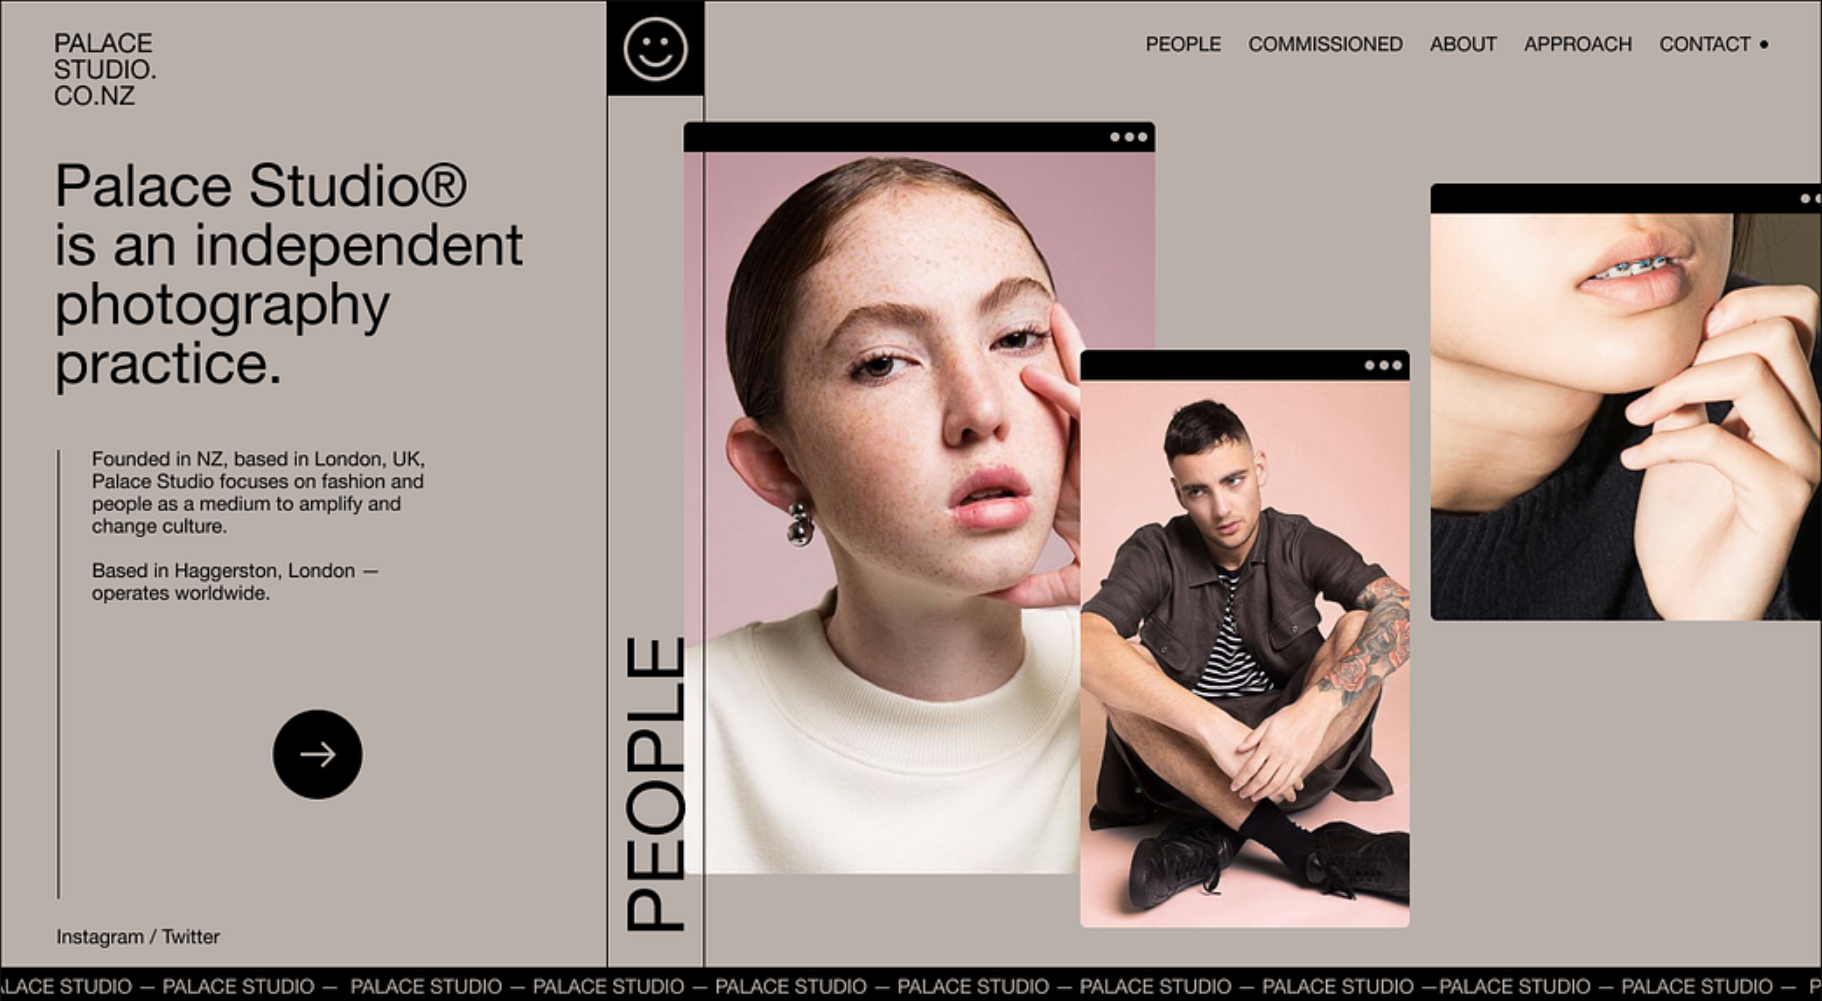 PALACE
STUDIO.
CO.NZ
PEOPLE COMMISSIONED ABOUT APPROACH CONTACT •
Palace Studio®
is an independent
photography
practice.
Founded in NZ, based in London, UK,
Palace Studio focuses on fashion and
people as a medium to amplify and
change culture.
Based in Haggerston, London —
operates worldwide.
PEOPLE
Instagram / Twitter
ALACE STUDIO — PALACE STUDIO — PALACE STUDIO — PALACE STUDIO — PALACE STUDIO — PALACE STUDIO — PALACE STUDIO — PALACE STUDIO —PALACE STUDIO — PALACE STUDIO — P